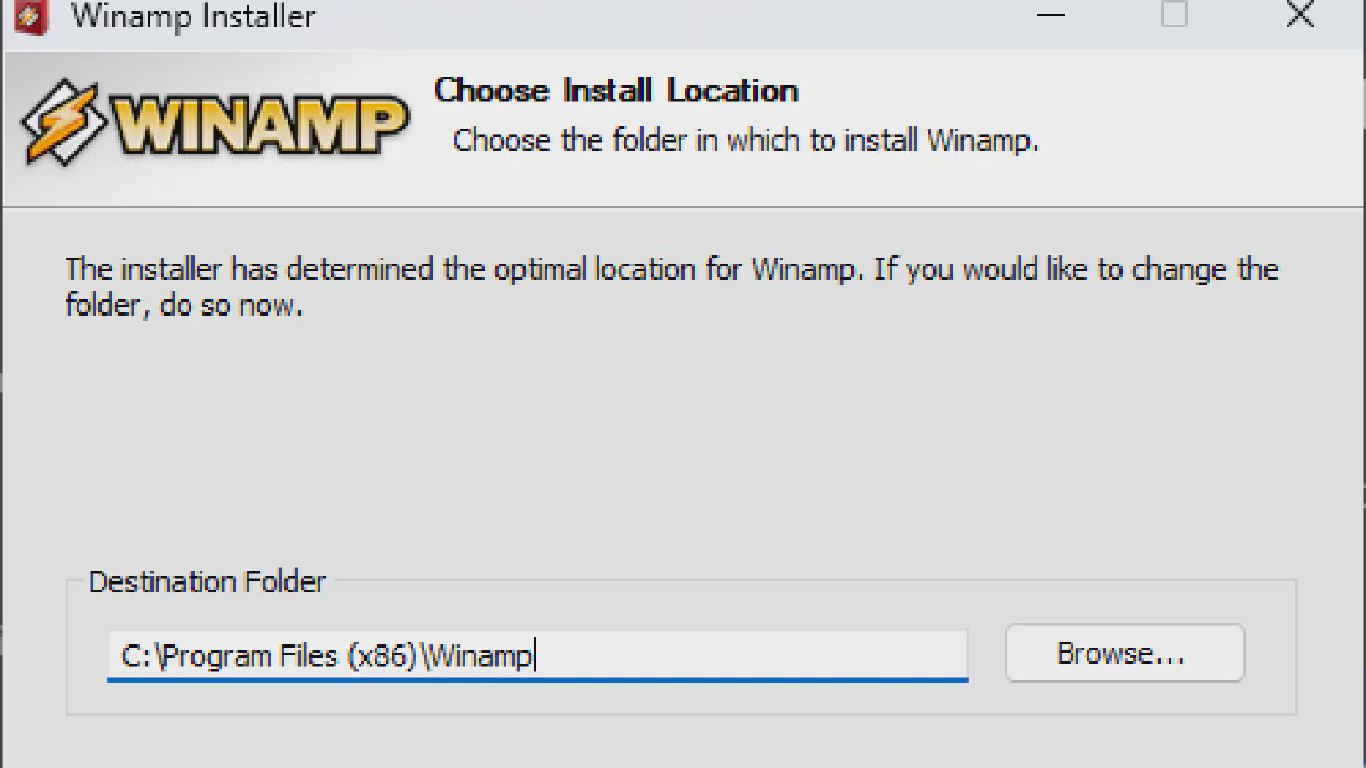 Winamp Installer
WINAMP
Choose Install Location
Choose the folder in which to install Winamp.
The installer has determined the optimal location for Winamp. If you would like to change the
folder, do so now.
Destination Folder
C:\Program Files (x86)\Winamp
Browse...